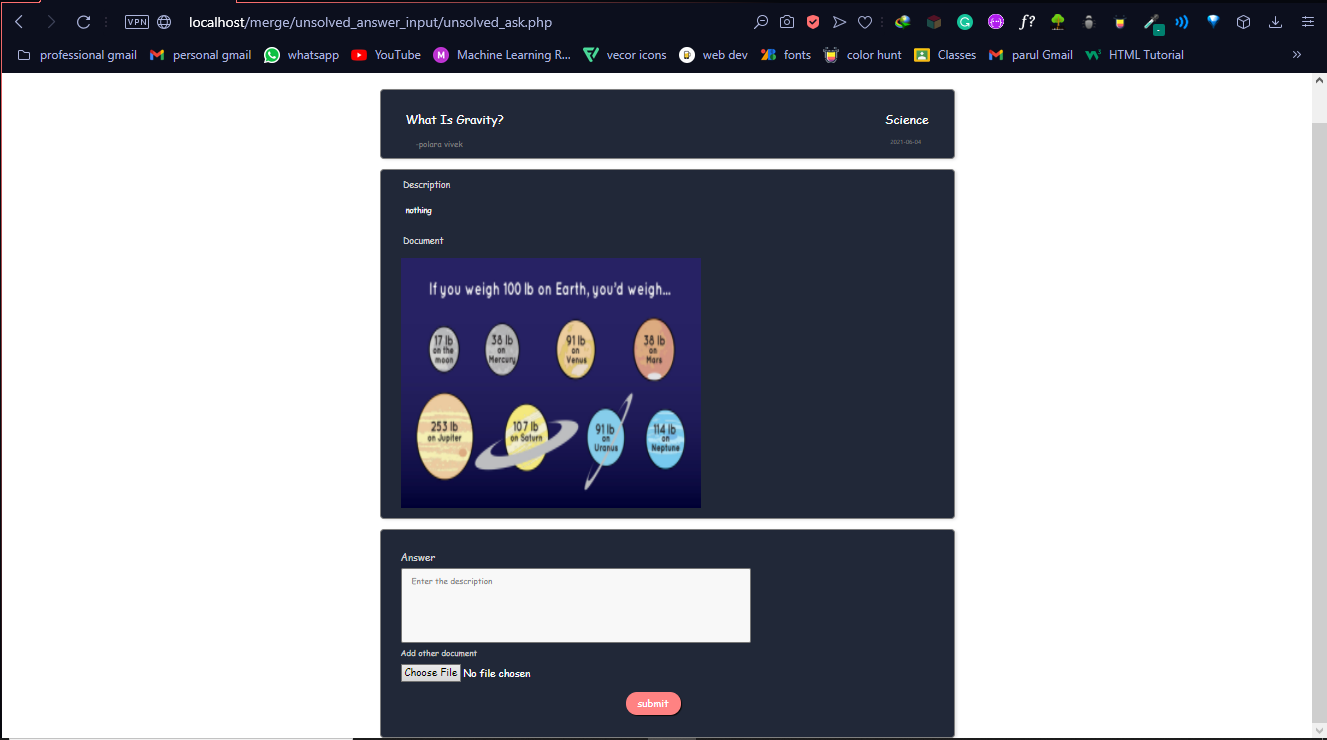 VPN localhost/merge/unsolved_answer_input/unsolved_ask.php
professional gmail personal gmail whatsapp YouTube Machine Learning R... vecor icons web dev fonts color hunt Classes parul Gmail HTML Tutorial
What Is Gravity? Science
-polara vivek 2021-06-04
Description
nothing
Document
If you weigh 100 lb on Earth, you'd weigh...
17 lb on the moon
38 lb on Mercury
91 lb on Venus
38 lb on Mars
253 lb on Jupiter
107 lb on Saturn
91 lb on Uranus
114 lb on Neptune
Answer
Enter the description
Add other document
Choose File No file chosen
submit